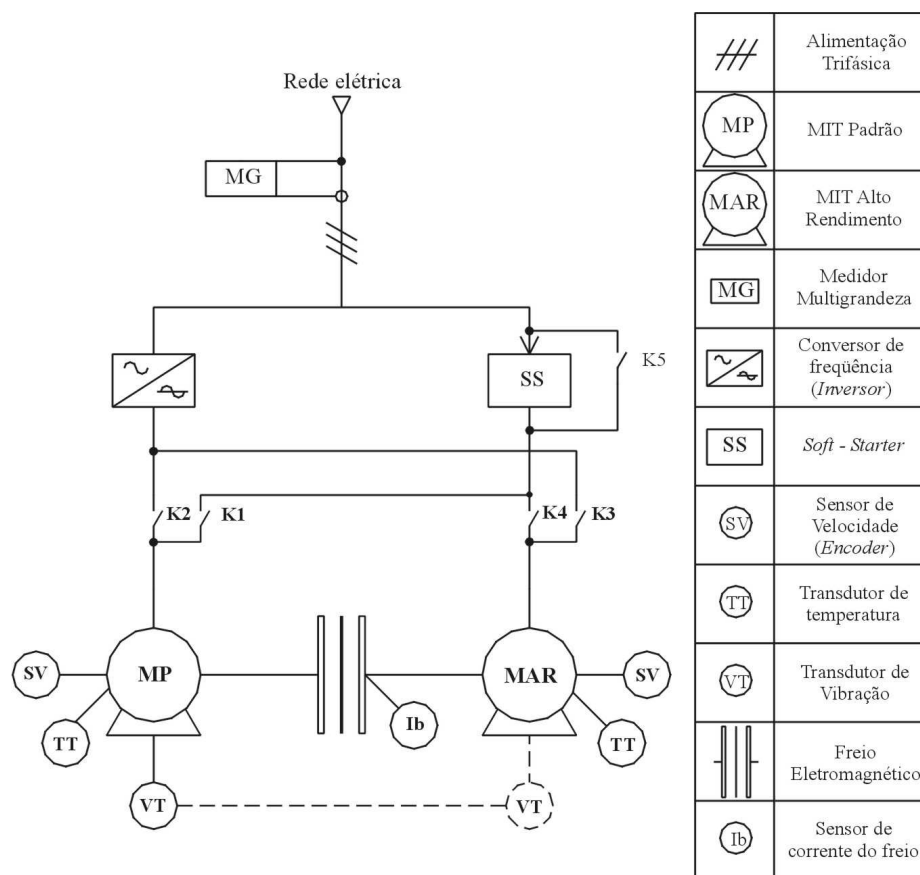 Rede elétrica
MG
SS
K5
K2
K1
K4
K3
SV
MP
MAR
SV
TT
Ib
TT
VT
VT
Alimentação
Trifásica
MP
MIT Padrão
MAR
MIT Alto
Rendimento
MG
Medidor
Multigrandeza
Conversor de
freqüência
(Inversor)
SS
Soft - Starter
SV
Sensor de
Velocidade
(Encoder)
TT
Transdutor de
temperatura
VT
Transdutor de
Vibração
Freio
Eletromagnético
Ib
Sensor de
corrente do freio